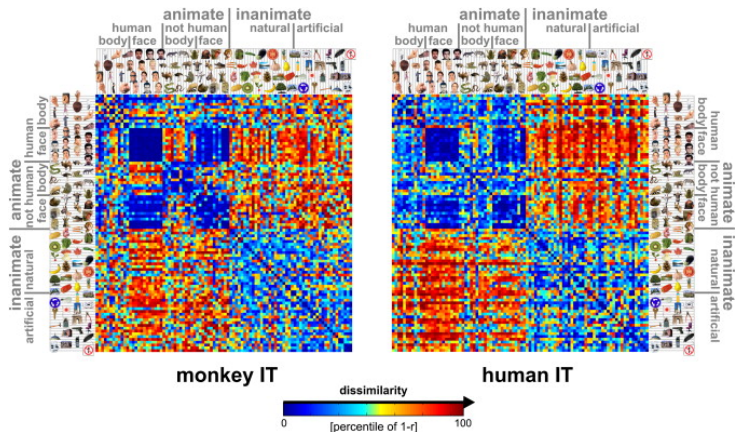 animate inanimate
human not human natural artificial
body face body face
animate inanimate
human not human natural artificial
body face body face
animate
human
body face
not human
body face
inanimate
natural
artificial
human
body face
not human
body face
animate
natural
artificial
inanimate
monkey IT
human IT
dissimilarity
0 [percentile of 1-r] 100